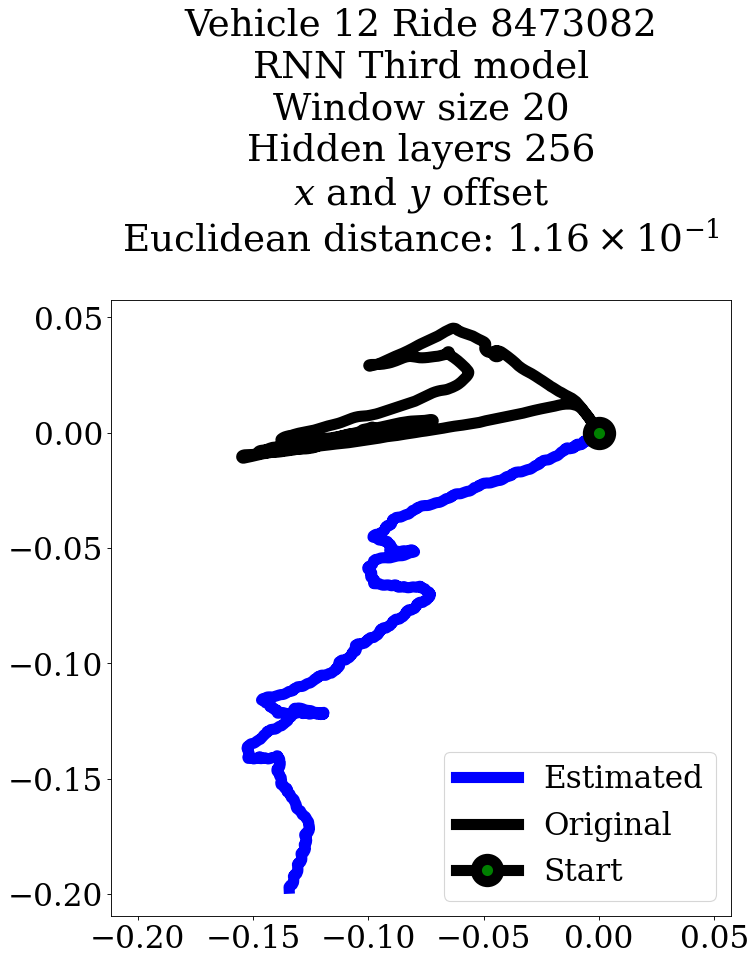 Vehicle 12 Ride 8473082
RNN Third model
Window size 20
Hidden layers 256
x and y offset
Euclidean distance: 1.16 × 10⁻¹
0.05
0.00
−0.05
−0.10
−0.15
−0.20
Estimated
Original
Start
−0.20 −0.15 −0.10 −0.05 0.00 0.05